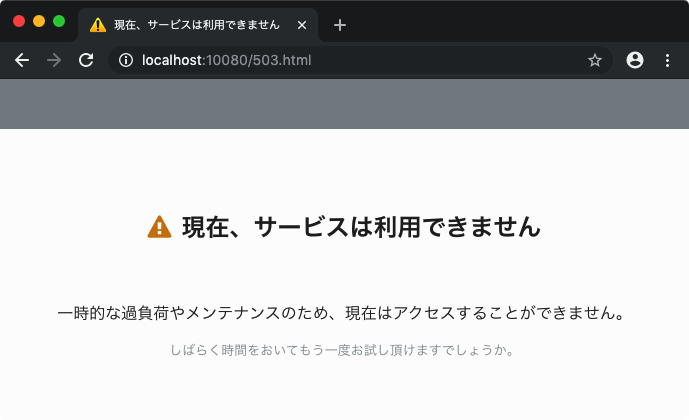 現在、サービスは利用できません
localhost:10080/503.html
現在、サービスは利用できません
一時的な過負荷やメンテナンスのため、現在はアクセスすることができません。
しばらく時間をおいてもう一度お試し頂けますでしょうか。